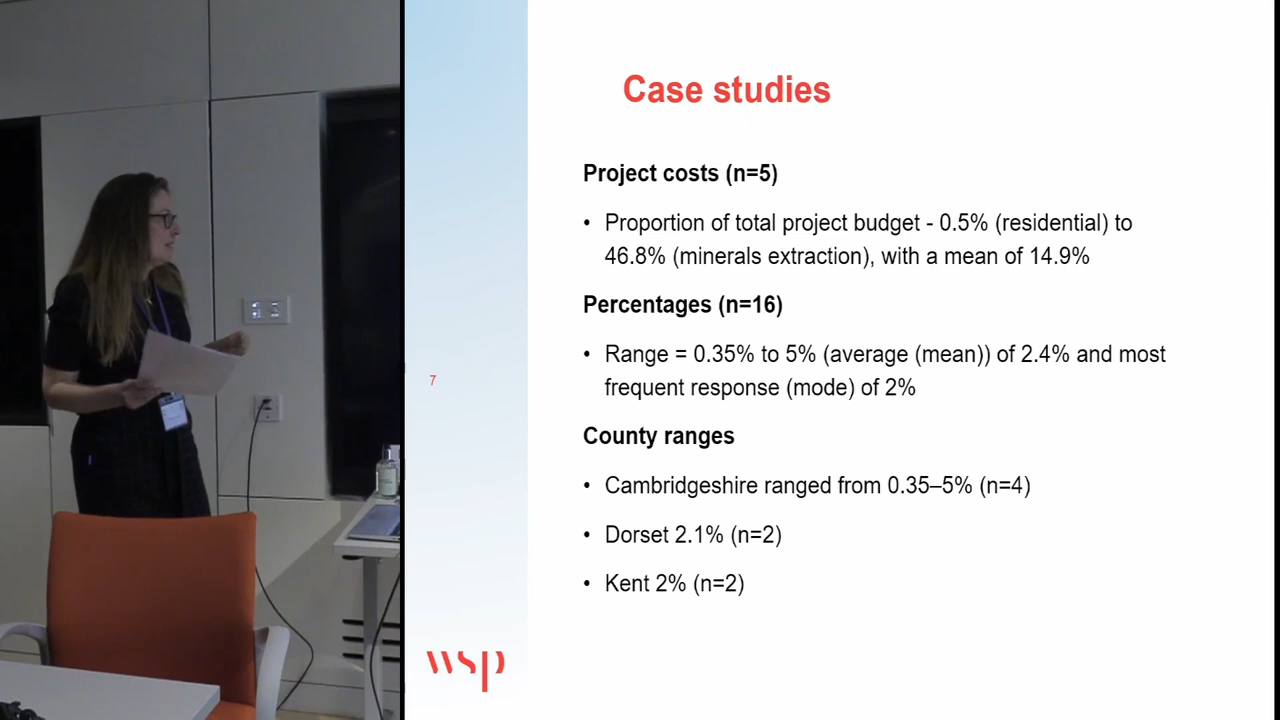 Case studies
Project costs (n=5)
• Proportion of total project budget - 0.5% (residential) to
46.8% (minerals extraction), with a mean of 14.9%
Percentages (n=16)
• Range = 0.35% to 5% (average (mean)) of 2.4% and most
frequent response (mode) of 2%
7
County ranges
• Cambridgeshire ranged from 0.35–5% (n=4)
• Dorset 2.1% (n=2)
• Kent 2% (n=2)
wsp